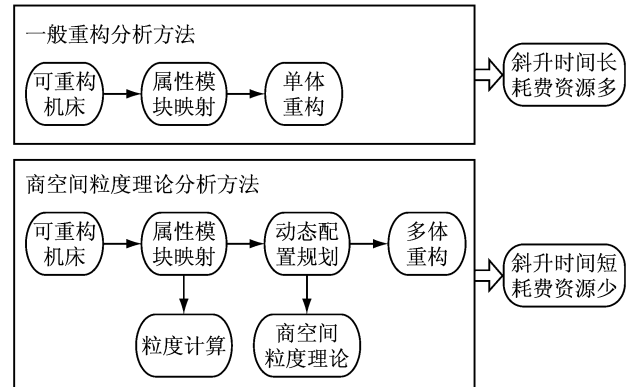 一般重构分析方法
可重构
机床
属性模
块映射
单体
重构
斜升时间长
耗费资源多
商空间粒度理论分析方法
可重构
机床
属性模
块映射
动态配
置规划
多体
重构
斜升时间短
耗费资源少
粒度计算
商空间
粒度理论